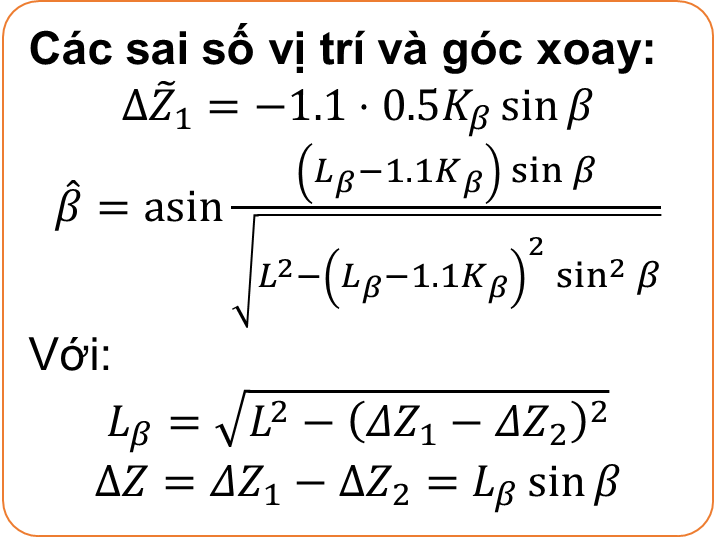 Các sai số vị trí và góc xoay:
Δ𝑍̃₁ = −1.1 · 0.5𝐾_𝛽 sin 𝛽
𝛽̂ = asin (𝐿_𝛽−1.1𝐾_𝛽) sin 𝛽 / √(𝐿²−(𝐿_𝛽−1.1𝐾_𝛽)² sin² 𝛽)
Với:
𝐿_𝛽 = √(𝐿² − (𝛥𝑍₁ − 𝛥𝑍₂)²)
Δ𝑍 = 𝛥𝑍₁ − Δ𝑍₂ = 𝐿_𝛽 sin 𝛽